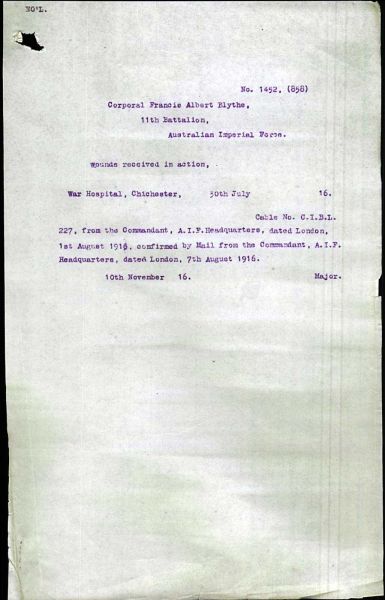 NO'L.
No. 1452, (858)
Corporal Francis Albert Blythe,
11th Battalion,
Australian Imperial Force.
Wounds received in action,
War Hospital, Chichester, 30th July 16.
Cable No. C.I.B.L.
227, from the Commandant, A.I.F.Headquarters, dated London,
1st August 1916, confirmed by Mail from the Commandant, A.I.F.
Headquarters, dated London, 7th August 1916.
10th November 16. Major.